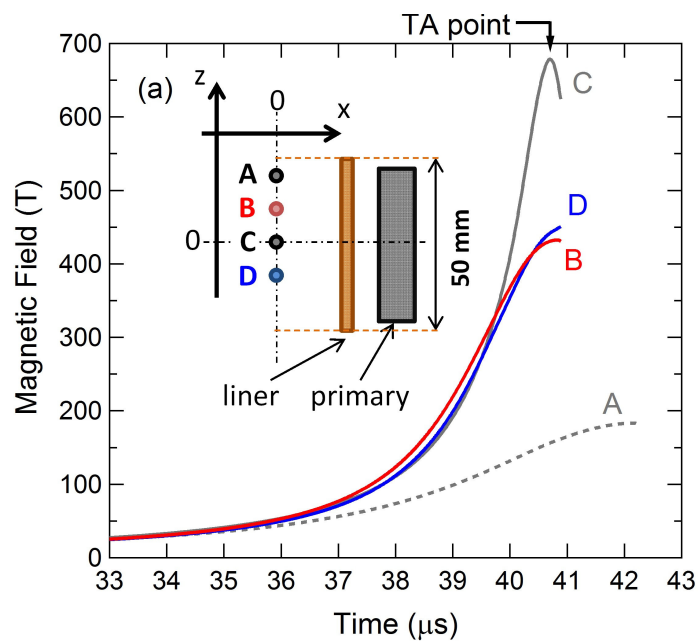 TA point
700
600
500
400
300
200
100
0
Magnetic Field (T)
(a)
z
0
x
A
B
C
D
0
50 mm
liner
primary
C
D
B
A
33 34 35 36 37 38 39 40 41 42 43
Time (μs)